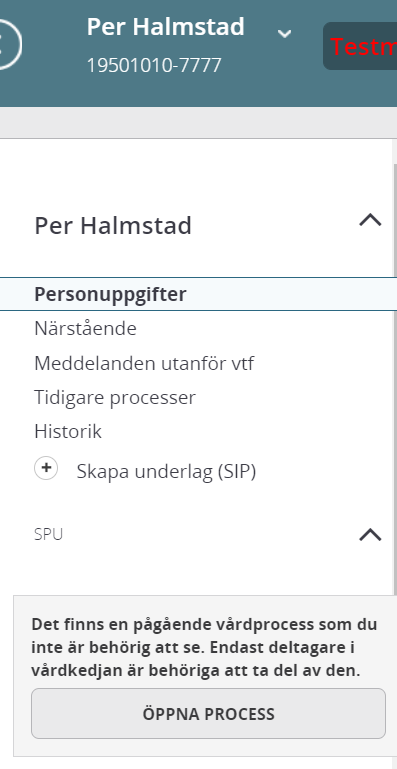 Per Halmstad
19501010-7777
Per Halmstad
Personuppgifter
Närstående
Meddelanden utanför vtf
Tidigare processer
Historik
Skapa underlag (SIP)
SPU
Det finns en pågående vårdprocess som du
inte är behörig att se. Endast deltagare i
vårdkedjan är behöriga att ta del av den.
ÖPPNA PROCESS